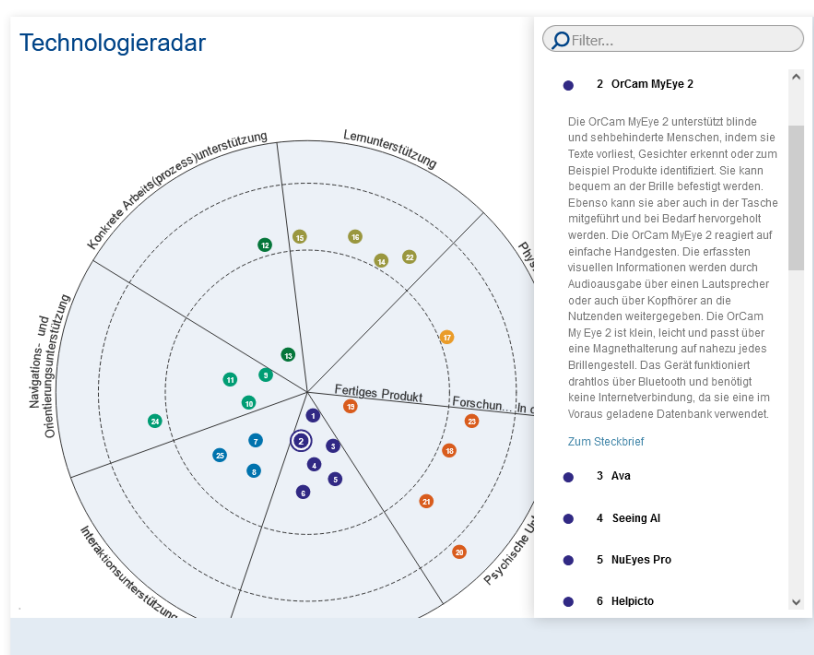 Technologieradar
Filter...
Konkrete Arbeits(prozess)unterstützung
Lernunterstützung
Phys.
Navigations- und
Orientierungsunterstützung
Interaktionsunterstützung
Psychische Un
Fertiges Produkt
Forschun...
In
12
15
16
14
22
17
13
9
11
10
24
19
1
23
7
2
3
18
25
8
4
5
6
21
20
2 OrCam MyEye 2
Die OrCam MyEye 2 unterstützt blinde
und sehbehinderte Menschen, indem sie
Texte vorliest, Gesichter erkennt oder zum
Beispiel Produkte identifiziert. Sie kann
bequem an der Brille befestigt werden.
Ebenso kann sie aber auch in der Tasche
mitgeführt und bei Bedarf hervorgeholt
werden. Die OrCam MyEye 2 reagiert auf
einfache Handgesten. Die erfassten
visuellen Informationen werden durch
Audioausgabe über einen Lautsprecher
oder auch über Kopfhörer an die
Nutzenden weitergegeben. Die OrCam
My Eye 2 ist klein, leicht und passt über
eine Magnethalterung auf nahezu jedes
Brillengestell. Das Gerät funktioniert
drahtlos über Bluetooth und benötigt
keine Internetverbindung, da sie eine im
Voraus geladene Datenbank verwendet.
Zum Steckbrief
3 Ava
4 Seeing AI
5 NuEyes Pro
6 Helpicto